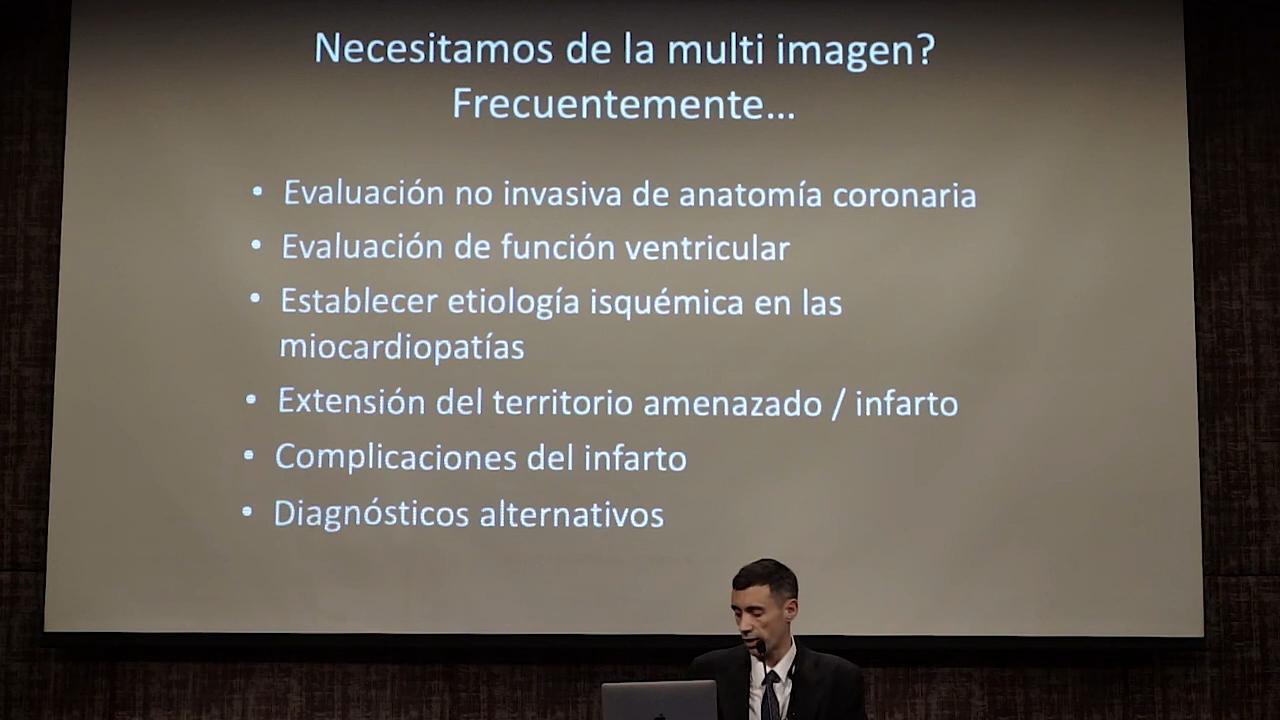 Necesitamos de la multi imagen?
Frecuentemente...
• Evaluación no invasiva de anatomía coronaria
• Evaluación de función ventricular
• Establecer etiología isquémica en las
miocardiopatías
• Extensión del territorio amenazado / infarto
• Complicaciones del infarto
• Diagnósticos alternativos